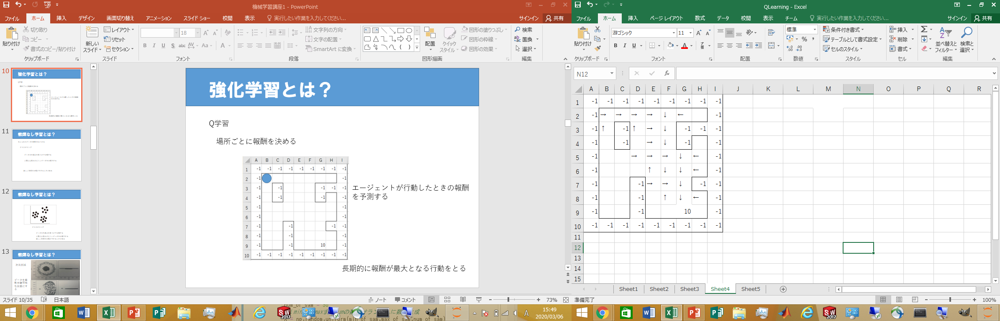 機械学習講座1 - PowerPoint
ファイル ホーム 挿入 デザイン 画面切り替え アニメーション スライド ショー 校閲 表示 実行したい作業を入力してください... サインイン 共有
貼り付け 切り取り コピー 書式のコピー/貼り付け
クリップボード
新しい スライド レイアウト リセット セクション
スライド
18
B I U S abc AV Aa A
フォント
文字列の方向 文字の配置 SmartArt に変換
段落
配置 クイック スタイル 図形の塗りつぶし 図形の枠線 図形の効果
図形描画
検索 置換 選択
編集
10
強化学習とは？
11
教師なし学習とは？
12
教師なし学習とは？
13
教師なし学習とは？
次元削減
データを線
形分離可能
な状態にす
る
強化学習とは？
Q学習
場所ごとに報酬を決める
A B C D E F G H I
1 -1 -1 -1 -1 -1 -1 -1 -1 -1
2 -1 -1
3 -1 -1 -1 -1 -1
4 -1 -1 -1 -1
5 -1 -1
6 -1 -1
7 -1 -1 -1 -1
8 -1 -1 -1
9 -1 -1 10 -1
10 -1 -1 -1 -1 -1 -1 -1 -1 -1
エージェントが行動したときの報酬
を予測する
長期的に報酬が最大となる行動をとる
スライド 10/35 日本語 ノート コメント 73%
15:49
2020/03/06
QLearning - Excel
ファイル ホーム 挿入 ページ レイアウト 数式 データ 校閲 表示 チーム 実行したい作業を入力してください... サインイン 共有
貼り付け
クリップボード
游ゴシック 11
B I U A
フォント
配置
標準
数値
条件付き書式 テーブルとして書式設定 セルのスタイル
スタイル
挿入 削除 書式
セル
並べ替えと フィルター 検索と 選択
編集
N12 fx
A B C D E F G H I J K L M N O P Q R
1 -1 -1 -1 -1 -1 -1 -1 -1 -1
2 -1 → → → → ↓ ← -1
3 -1 ↑ -1 ↑ → ↓ -1 -1 -1
4 -1 -1 → ↓ -1 -1
5 -1 → → → ↓ ← -1
6 -1 ↑ ↓ ↓ ← -1
7 -1 -1 → → ↓ -1 -1
8 -1 -1 ↑ ↓ ← -1
9 -1 -1 10 -1
10 -1 -1 -1 -1 -1 -1 -1 -1 -1
11
12
13
14
15
Sheet1 Sheet2 Sheet3 Sheet4 Sheet5
準備完了 100%